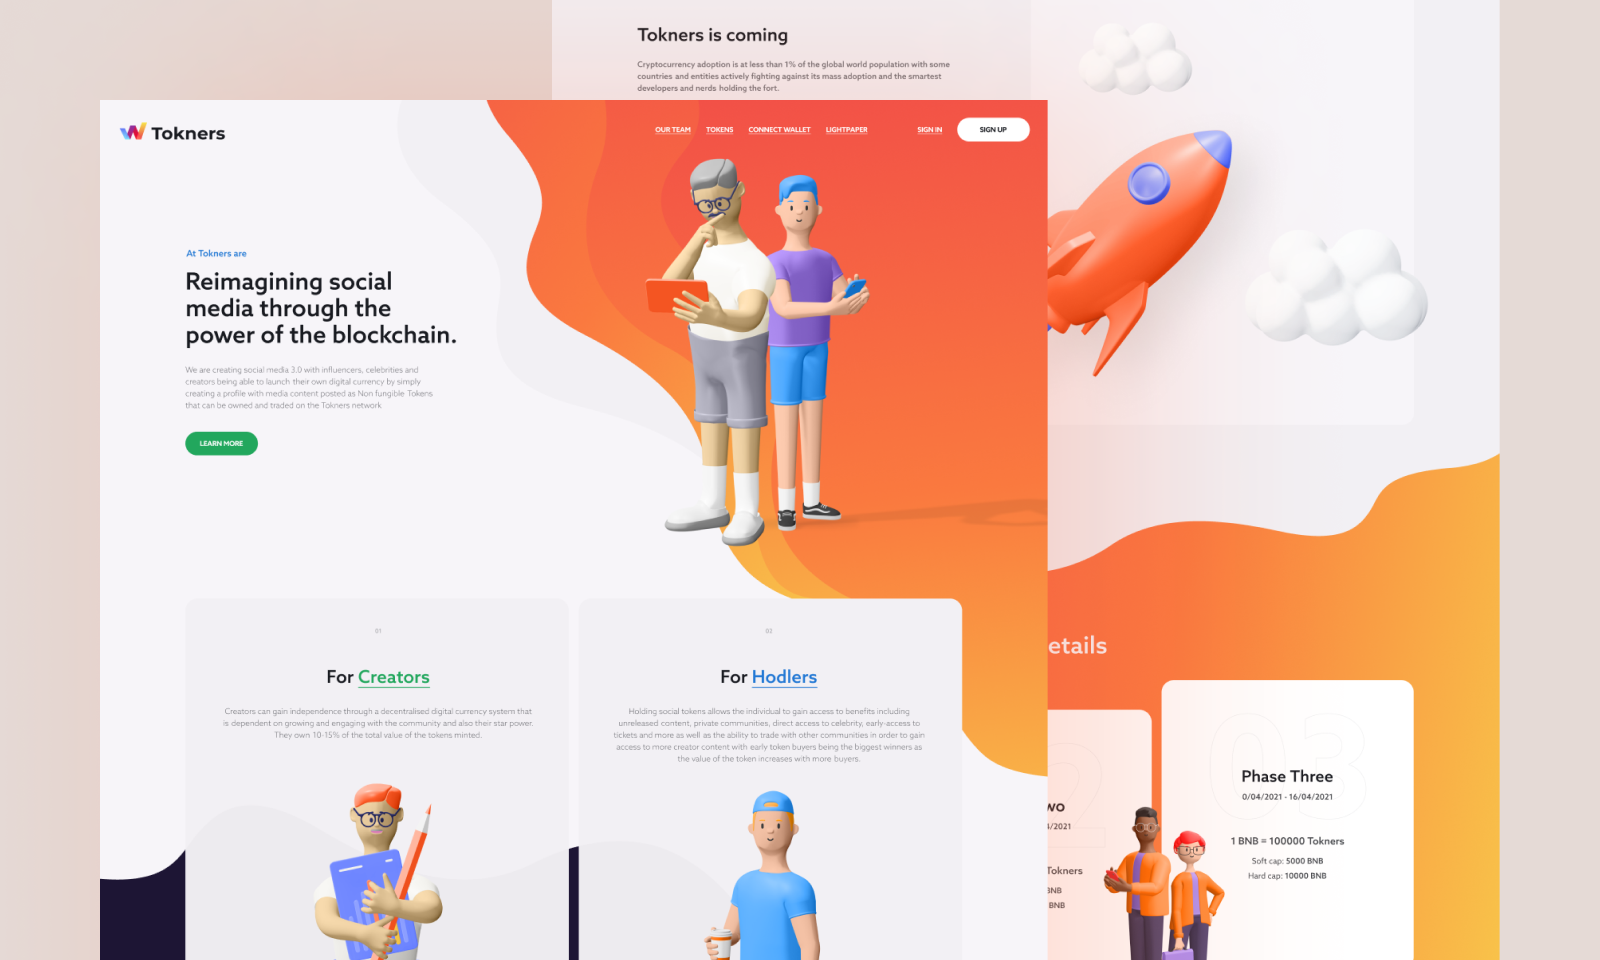 Tokners is coming
Cryptocurrency adoption is at less than 1% of the global world population with some
countries and entities actively fighting against its mass adoption and the smartest
developers and nerds holding the fort.
Tokners
OUR TEAM
TOKENS
CONNECT WALLET
LIGHTPAPER
SIGN IN
SIGN UP
At Tokners are
Reimagining social
media through the
power of the blockchain.
We are creating social media 3.0 with influencers, celebrities and
creators being able to launch their own digital currency by simply
creating a profile with media content posted as Non fungible Tokens
that can be owned and traded on the Tokners network
LEARN MORE
01
For Creators
Creators can gain independence through a decentralised digital currency system that
is dependent on growing and engaging with the community and also their star power.
They own 10-15% of the total value of the tokens minted.
02
For Hodlers
Holding social tokens allows the individual to gain access to benefits including
unreleased content, private communities, direct access to celebrity, early-access to
tickets and more as well as the ability to trade with other communities in order to gain
access to more creator content with early token buyers being the biggest winners as
the value of the token increases with more buyers.
etails
2
wo
/2021
Tokners
BNB
BNB
03
Phase Three
0/04/2021 - 16/04/2021
1 BNB = 100000 Tokners
Soft cap: 5000 BNB
Hard cap: 10000 BNB